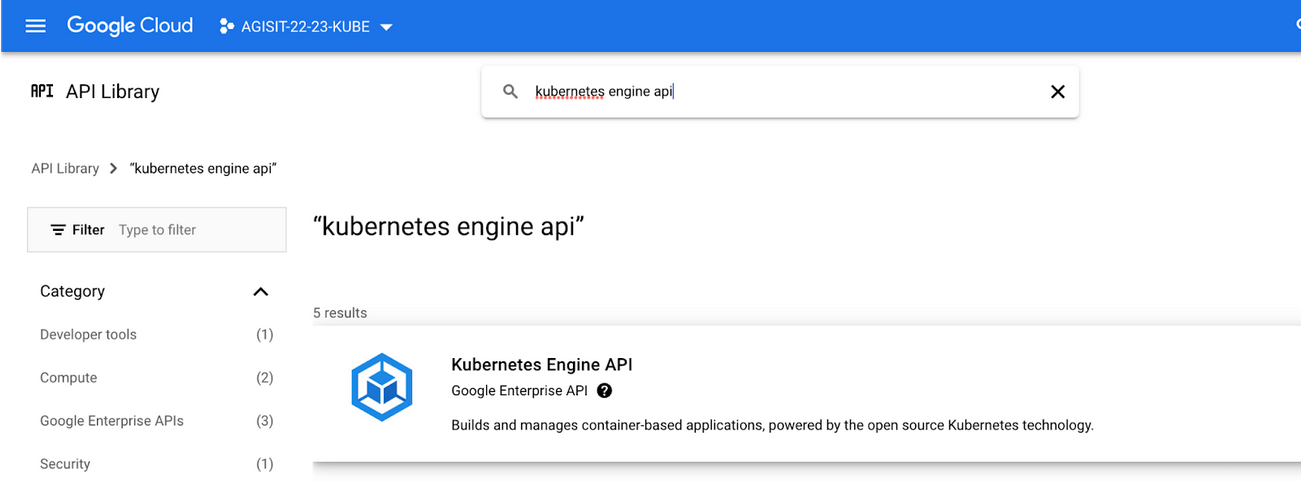 Google Cloud AGISIT-22-23-KUBE
API API Library
kubernetes engine api
API Library “kubernetes engine api”
Filter Type to filter
“kubernetes engine api”
Category
5 results
Developer tools (1)
Compute (2)
Google Enterprise APIs (3)
Security (1)
Kubernetes Engine API
Google Enterprise API
Builds and manages container-based applications, powered by the open source Kubernetes technology.